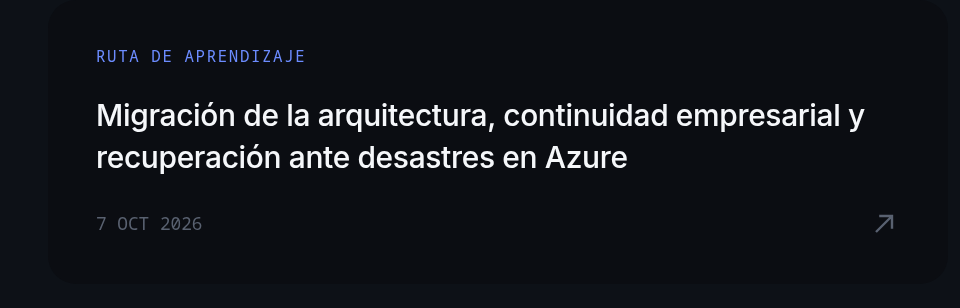 RUTA DE APRENDIZAJE
Migración de la arquitectura, continuidad empresarial y
recuperación ante desastres en Azure
7 OCT 2026